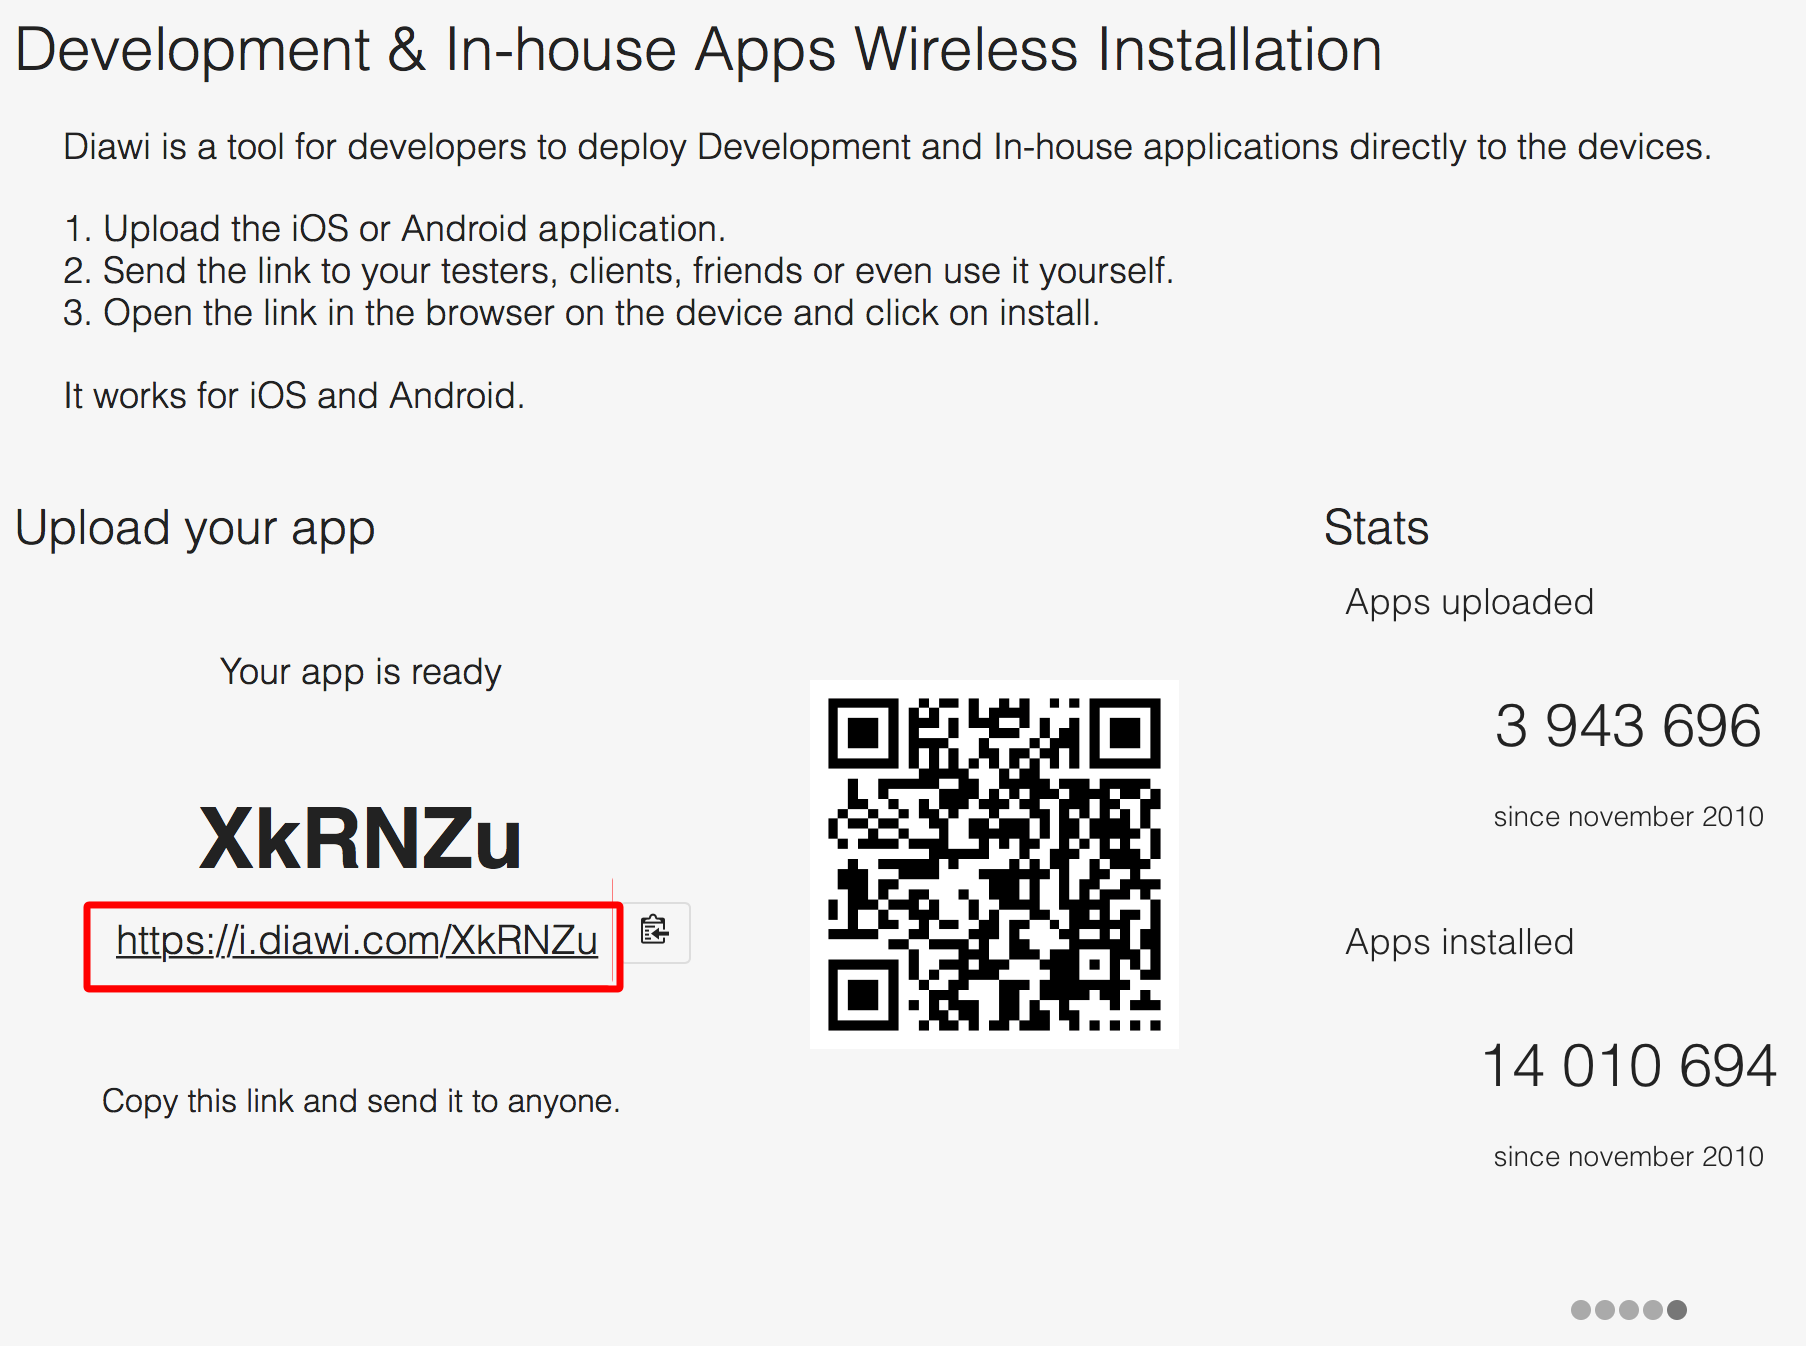 Development & In-house Apps Wireless Installation
Diawi is a tool for developers to deploy Development and In-house applications directly to the devices.
1. Upload the iOS or Android application.
2. Send the link to your testers, clients, friends or even use it yourself.
3. Open the link in the browser on the device and click on install.
It works for iOS and Android.
Upload your app
Your app is ready
XkRNZu
https://i.diawi.com/XkRNZu
Copy this link and send it to anyone.
Stats
Apps uploaded
3 943 696
since november 2010
Apps installed
14 010 694
since november 2010